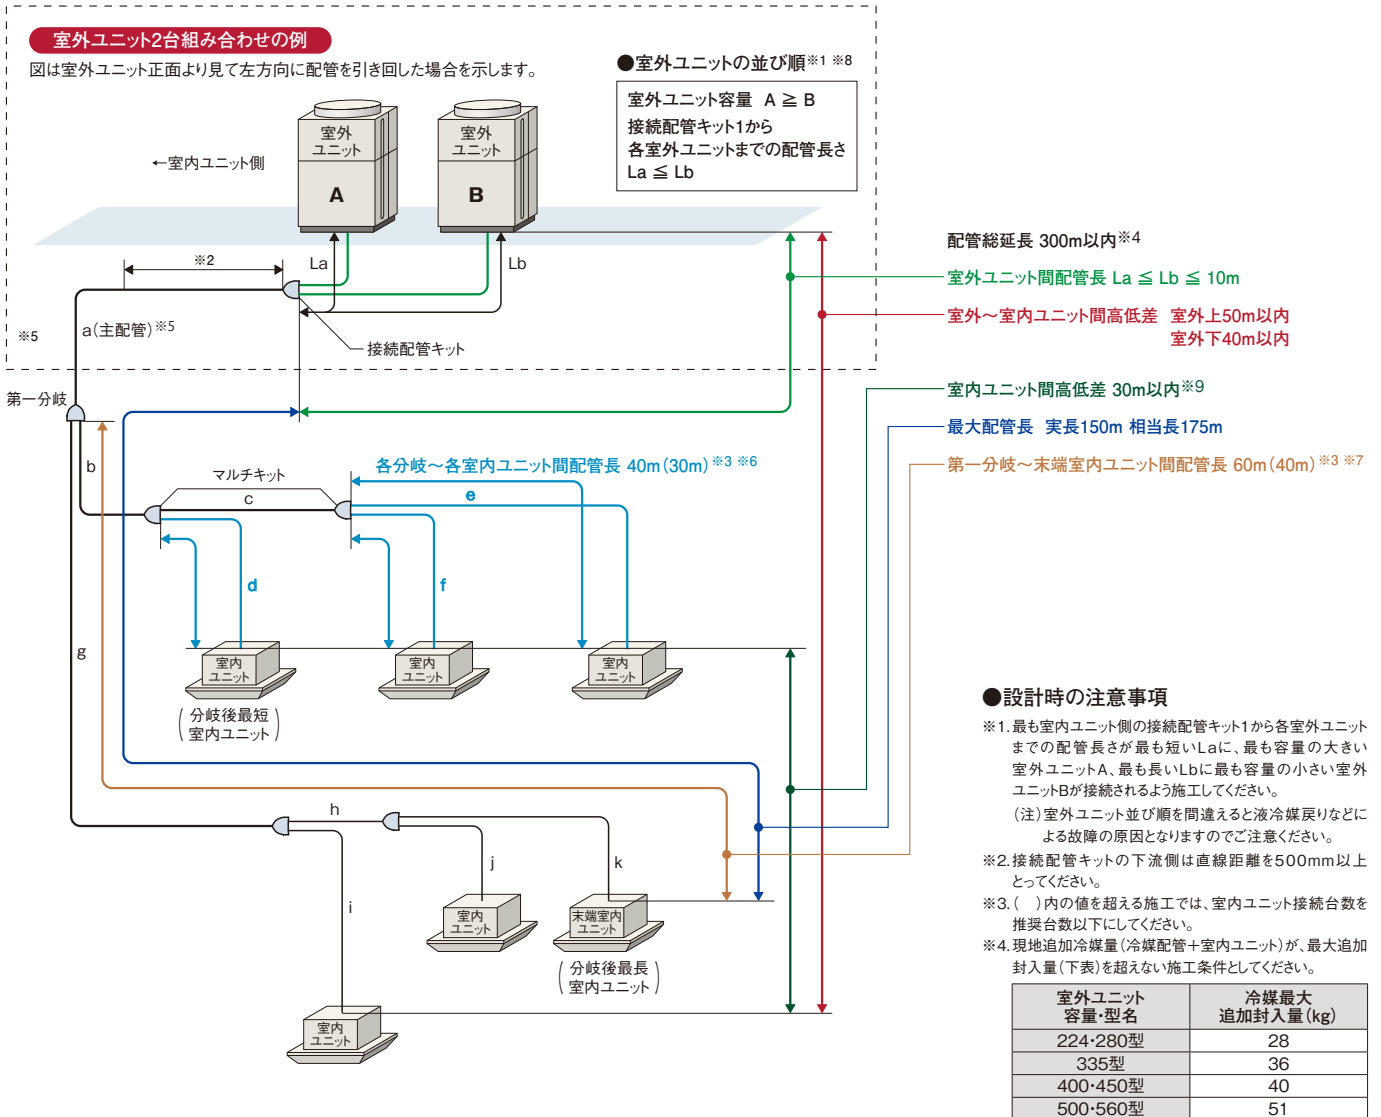 室外ユニット2台組み合わせの例
図は室外ユニット正面より見て左方向に配管を引き回した場合を示します。
●室外ユニットの並び順※1 ※8
室外ユニット容量 A ≧ B
接続配管キット1から
各室外ユニットまでの配管長さ
La ≦ Lb
室外
ユニット
A
室外
ユニット
B
←室内ユニット側
※2
La
Lb
a(主配管)※5
※5
接続配管キット
配管総延長 300m以内※4
室外ユニット間配管長 La ≦ Lb ≦ 10m
室外～室内ユニット間高低差 室外上50m以内
室外下40m以内
室内ユニット間高低差 30m以内※9
最大配管長 実長150m 相当長175m
第一分岐～末端室内ユニット間配管長 60m(40m)※3 ※7
第一分岐
b
マルチキット
c
各分岐～各室内ユニット間配管長 40m(30m)※3 ※6
e
d
f
g
室内
ユニット
室内
ユニット
室内
ユニット
(分岐後最短
室内ユニット)
h
i
j
k
室内
ユニット
末端室内
ユニット
(分岐後最長
室内ユニット)
室内
ユニット
●設計時の注意事項
※1.最も室内ユニット側の接続配管キット1から各室外ユニット
までの配管長さが最も短いLaに、最も容量の大きい
室外ユニットA、最も長いLbに最も容量の小さい室外
ユニットBが接続されるよう施工してください。
(注)室外ユニット並び順を間違えると液冷媒戻りなどに
よる故障の原因となりますのでご注意ください。
※2.接続配管キットの下流側は直線距離を500mm以上
とってください。
※3.( )内の値を超える施工では、室内ユニット接続台数を
推奨台数以下にしてください。
※4.現地追加冷媒量(冷媒配管+室内ユニット)が、最大追加
封入量(下表)を超えない施工条件としてください。
室外ユニット 容量・型名
冷媒最大 追加封入量(kg)
224・280型 28
335型 36
400・450型 40
500・560型 51